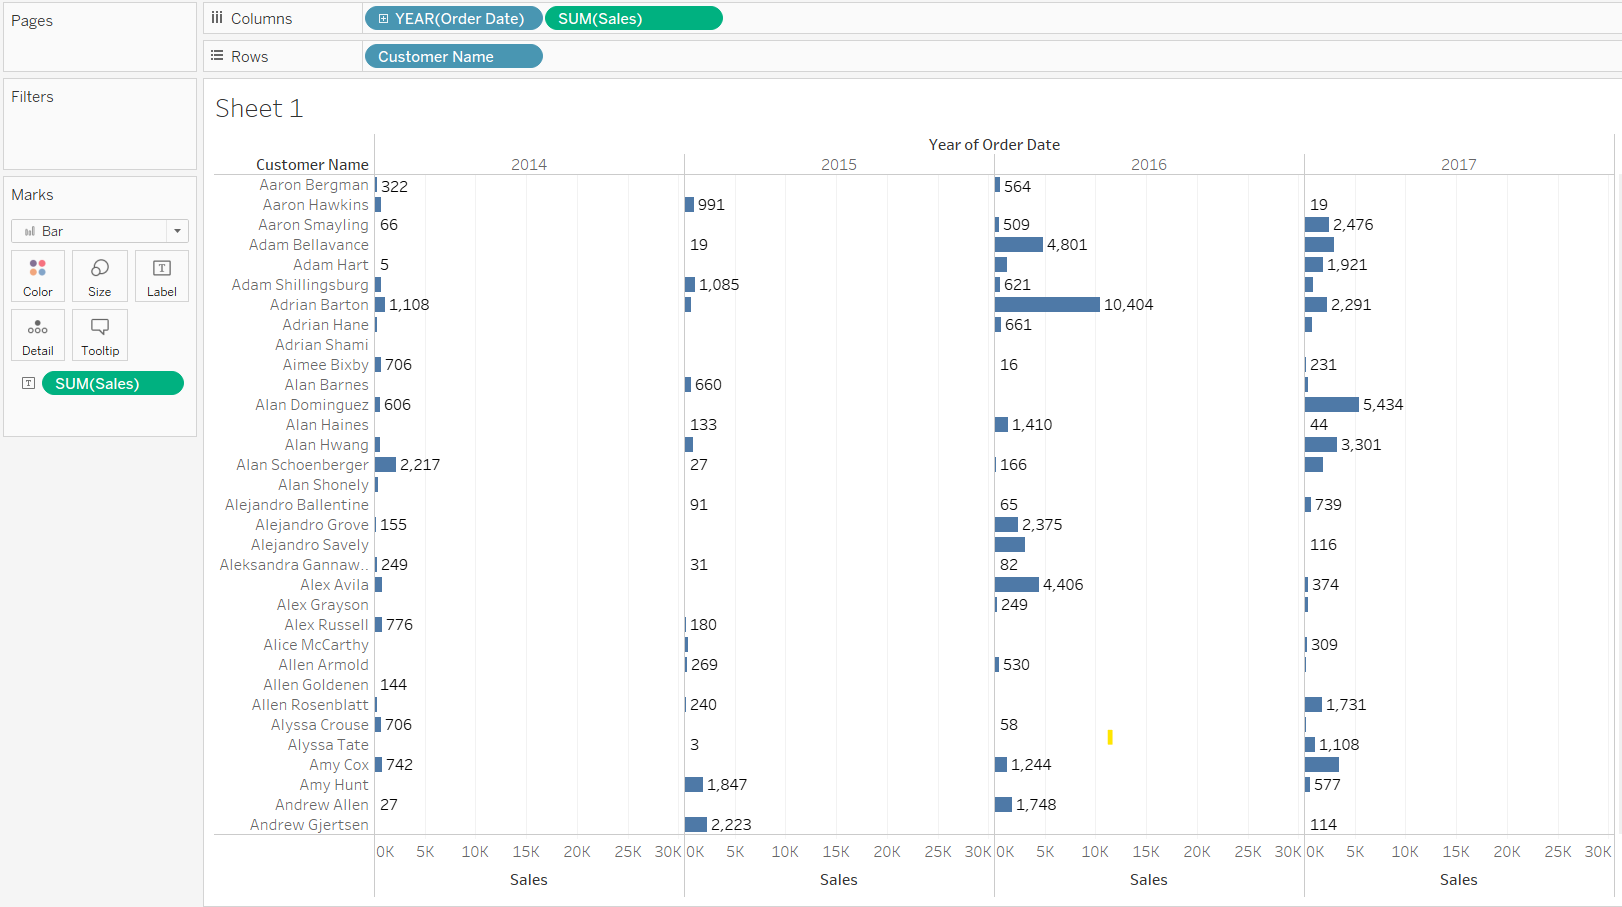 Pages
Columns
YEAR(Order Date)
SUM(Sales)
Rows
Customer Name
Filters
Marks
Bar
Color
Size
Label
Detail
Tooltip
SUM(Sales)
Sheet 1
Year of Order Date
Customer Name 2014 2015 2016 2017
Aaron Bergman 322 564
Aaron Hawkins 991 19
Aaron Smayling 66 509 2,476
Adam Bellavance 19 4,801
Adam Hart 5 1,921
Adam Shillingsburg 1,085 621
Adrian Barton 1,108 10,404 2,291
Adrian Hane 661
Adrian Shami
Aimee Bixby 706 16 231
Alan Barnes 660
Alan Dominguez 606 5,434
Alan Haines 133 1,410 44
Alan Hwang 3,301
Alan Schoenberger 2,217 27 166
Alan Shonely
Alejandro Ballentine 91 65 739
Alejandro Grove 155 2,375
Alejandro Savely 116
Aleksandra Gannaw.. 249 31 82
Alex Avila 4,406 374
Alex Grayson 249
Alex Russell 776 180
Alice McCarthy 309
Allen Armold 269 530
Allen Goldenen 144
Allen Rosenblatt 240 1,731
Alyssa Crouse 706 58
Alyssa Tate 3 1,108
Amy Cox 742 1,244
Amy Hunt 1,847 577
Andrew Allen 27 1,748
Andrew Gjertsen 2,223 114
0K 5K 10K 15K 20K 25K 30K 0K 5K 10K 15K 20K 25K 30K 0K 5K 10K 15K 20K 25K 30K 0K 5K 10K 15K 20K 25K 30K
Sales Sales Sales Sales